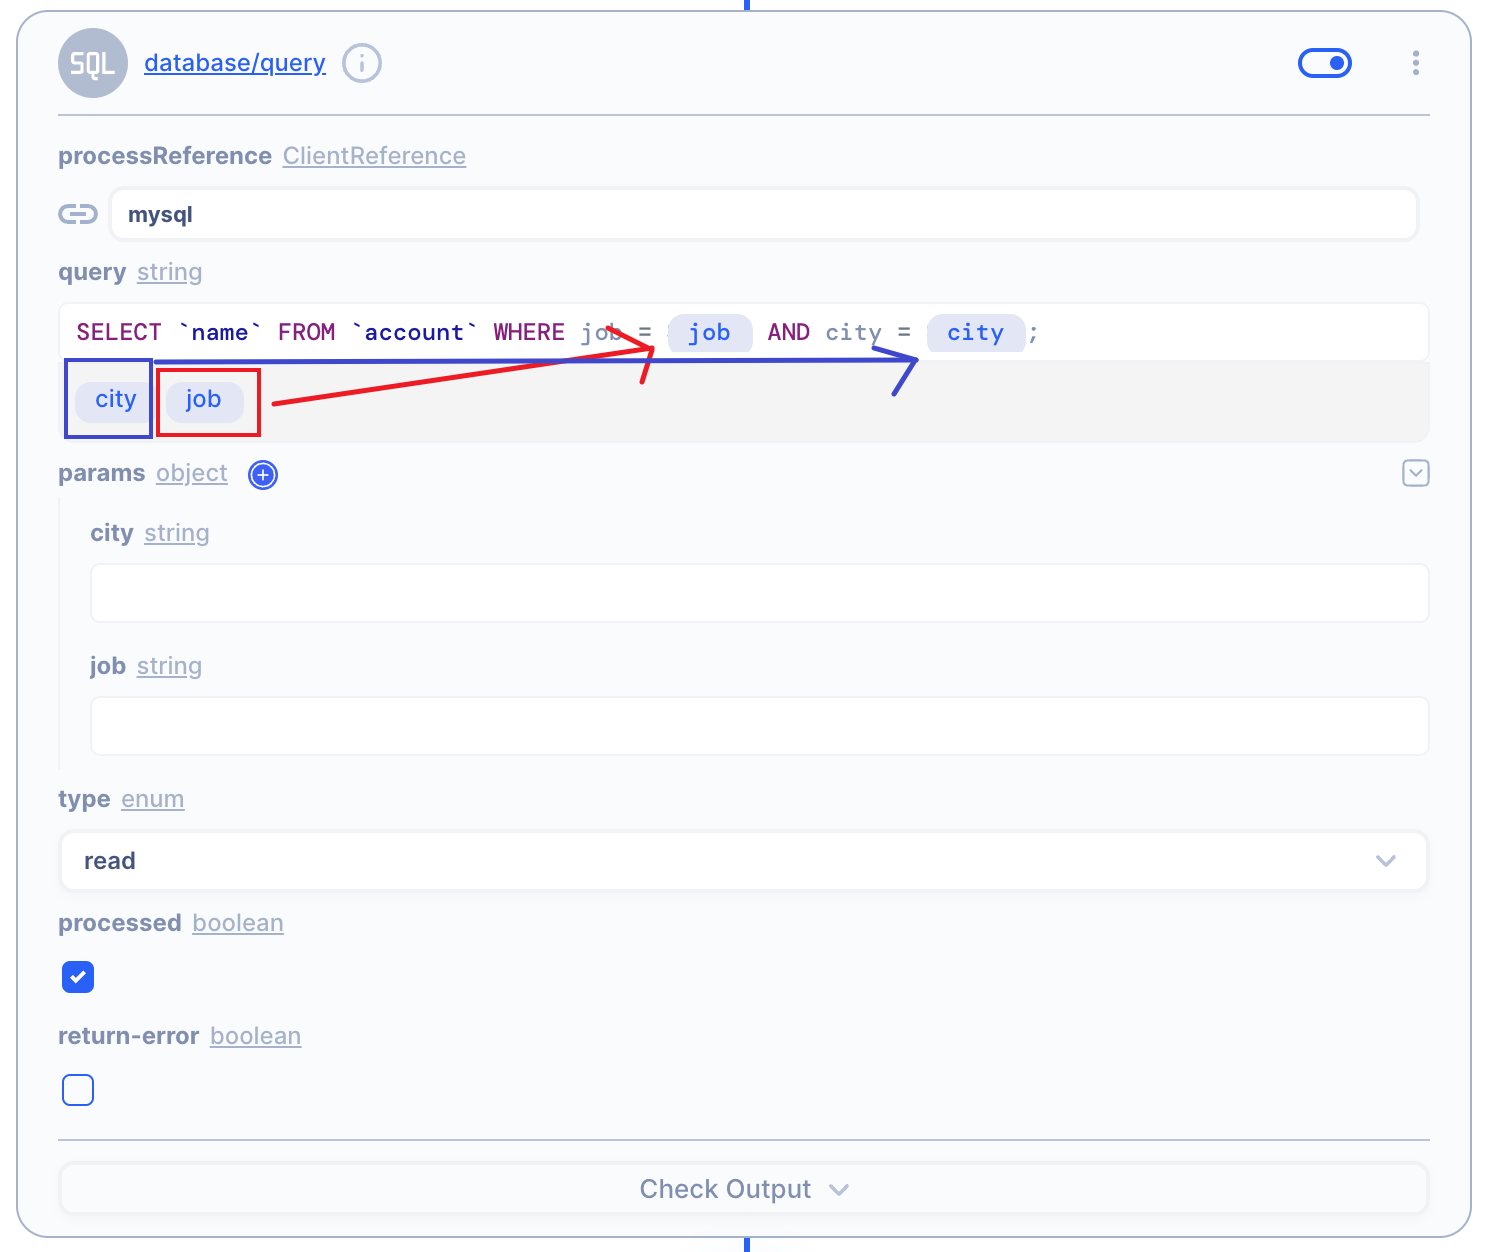 SQL database/query
processReference ClientReference
mysql
query string
SELECT `name` FROM `account` WHERE job = job AND city = city ;
city job
params object
city string
job string
type enum
read
processed boolean
return-error boolean
Check Output